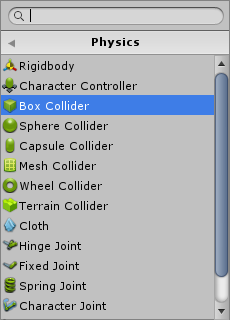 Physics
Rigidbody
Character Controller
Box Collider
Sphere Collider
Capsule Collider
Mesh Collider
Wheel Collider
Terrain Collider
Cloth
Hinge Joint
Fixed Joint
Spring Joint
Character Joint